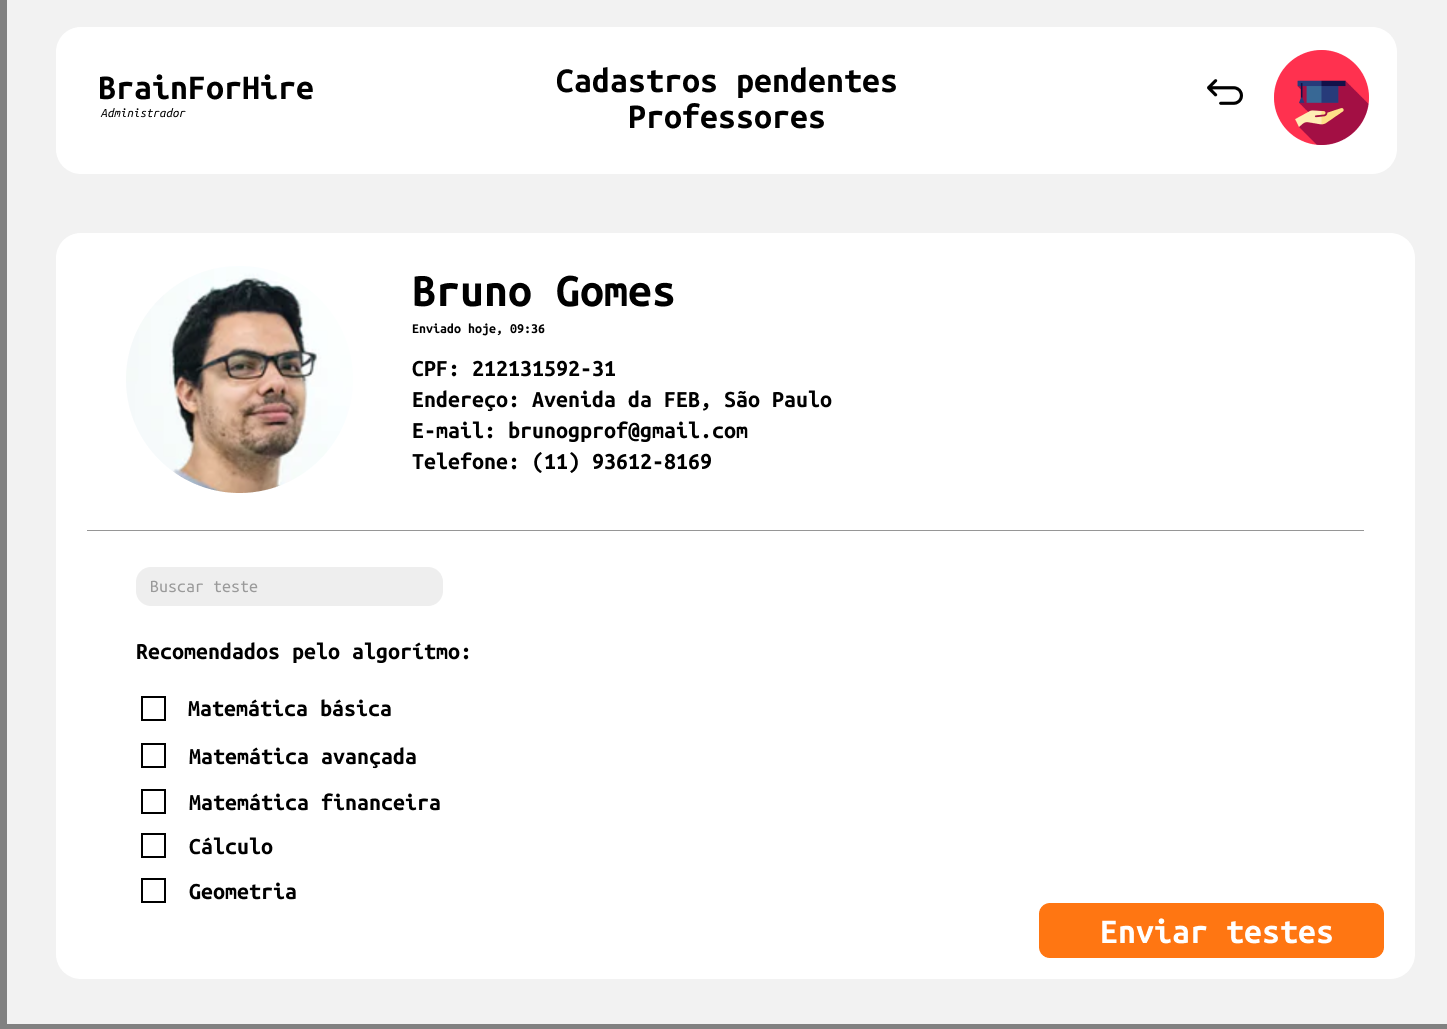 BrainForHire
Administrador
Cadastros pendentes
Professores
Bruno Gomes
Enviado hoje, 09:36
CPF: 212131592-31
Endereço: Avenida da FEB, São Paulo
E-mail: brunogprof@gmail.com
Telefone: (11) 93612-8169
Buscar teste
Recomendados pelo algorítmo:
Matemática básica
Matemática avançada
Matemática financeira
Cálculo
Geometria
Enviar testes